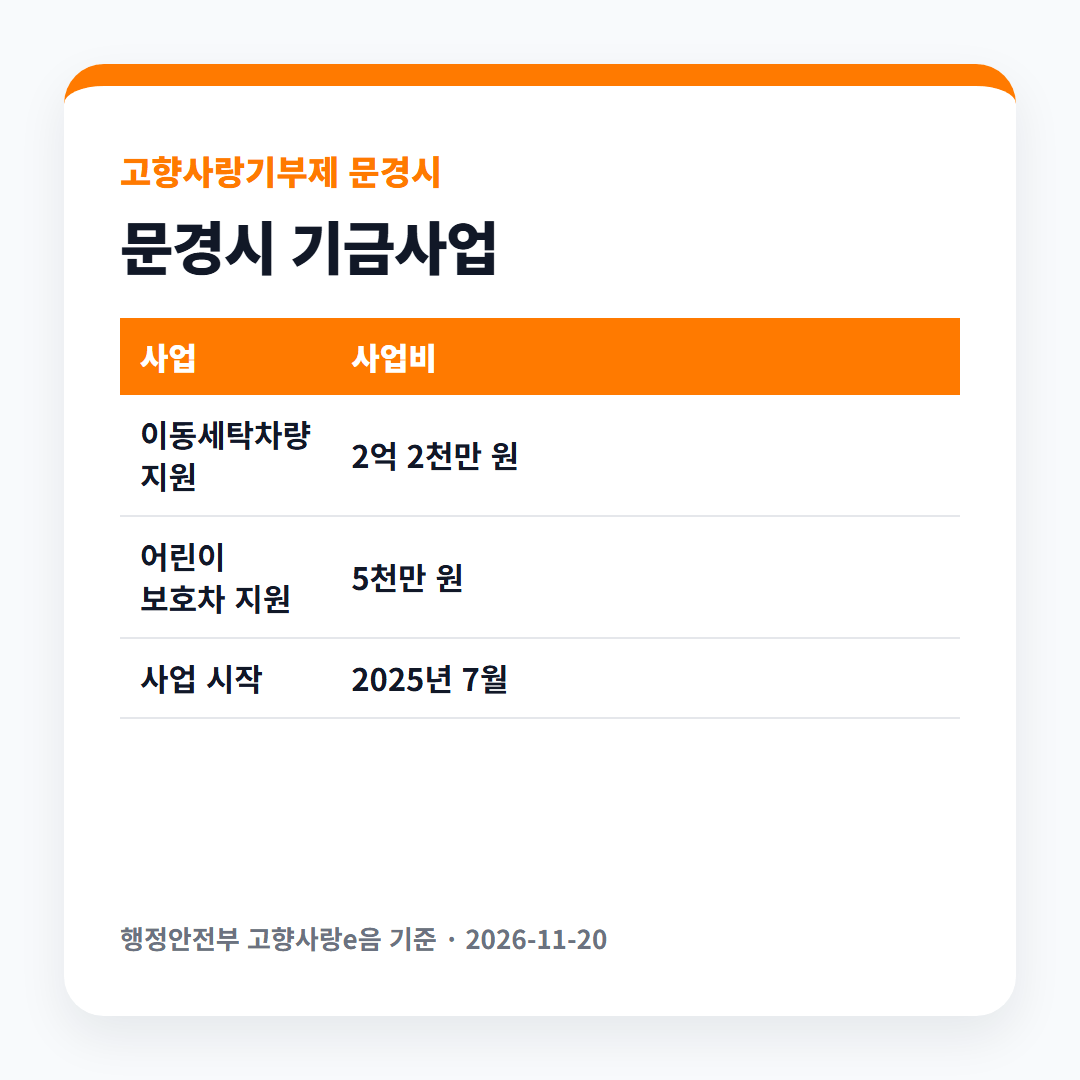 고향사랑기부제 문경시
문경시 기금사업
사업 사업비
이동세탁차량
지원
2억 2천만 원
어린이
보호차 지원
5천만 원
사업 시작 2025년 7월
행정안전부 고향사랑e음 기준 · 2026-11-20